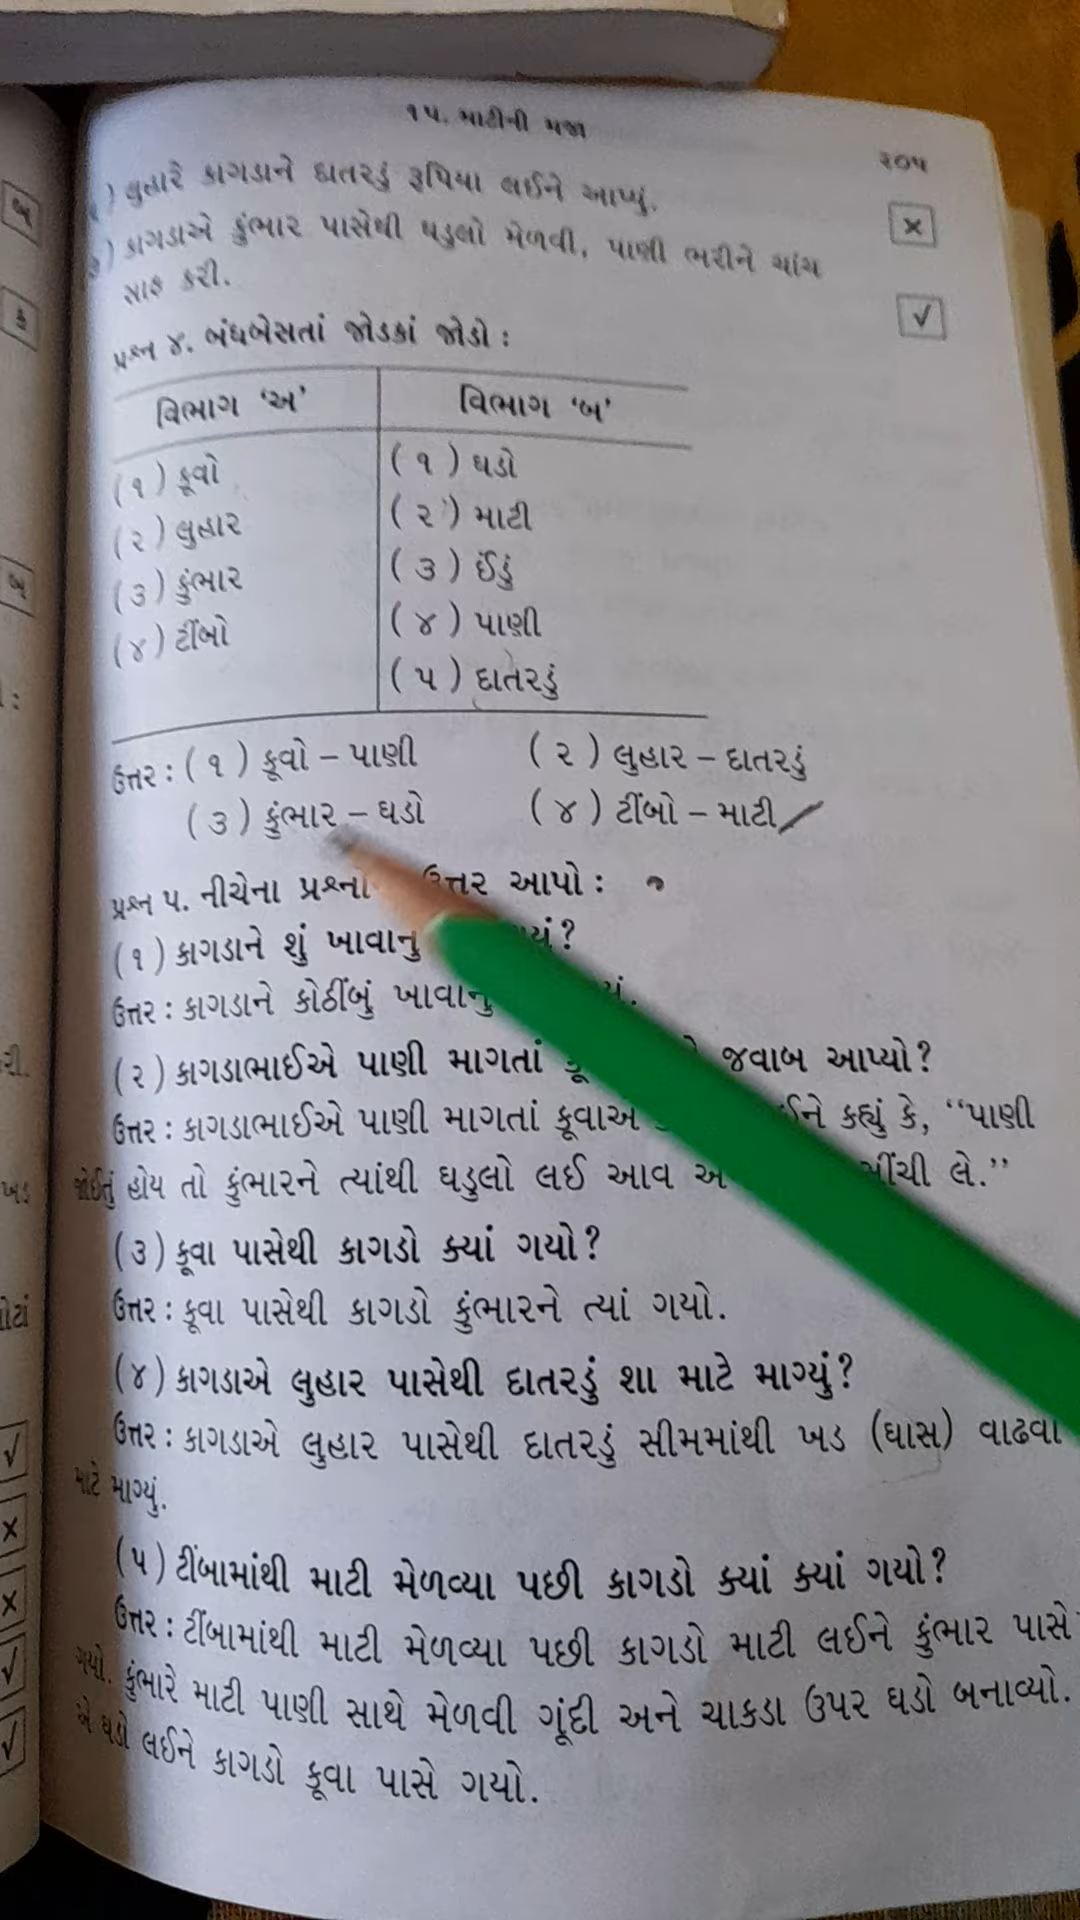 ૧૫. માટીની મજા
૨૦૫
) લુહારે કાગડાને દાતરડું રૂપિયા લઈને આપ્યું.
×
) કાગડાએ કુંભાર પાસેથી ઘડુલો મેળવી, પાણી ભરીને ચાંચ
સાફ કરી.
√
પ્રશ્ન ૪. બંધબેસતાં જોડકાં જોડો :
વિભાગ ‘અ’ વિભાગ ‘બ’
(૧) કૂવો (૧) ઘડો
(૨) લુહાર (૨) માટી
(૩) કુંભાર (૩) ઈંડું
(૪) ટીંબો (૪) પાણી
(૫) દાતરડું
ઉત્તર : (૧) કૂવો – પાણી (૨) લુહાર – દાતરડું
(૩) કુંભાર – ઘડો (૪) ટીંબો – માટી
પ્રશ્ન ૫. નીચેના ઉત્તર આપો :
(૧) કાગડાને શું ખાવાનું
ઉત્તર : કાગડાને કોઠીંબું ખાવાનું
(૨) કાગડાભાઈએ પાણી માગતાં જવાબ આપ્યો?
ઉત્તર : કાગડાભાઈએ પાણી માગતાં કૂવાએ કહ્યું કે, “પાણી
જોઈતું હોય તો કુંભારને ત્યાંથી ઘડુલો લઈ આવ લે.”
(૩) કૂવા પાસેથી કાગડો ક્યાં ગયો?
ઉત્તર : કૂવા પાસેથી કાગડો કુંભારને ત્યાં ગયો.
(૪) કાગડાએ લુહાર પાસેથી દાતરડું શા માટે માગ્યું?
ઉત્તર : કાગડાએ લુહાર પાસેથી દાતરડું સીમમાંથી ખડ (ઘાસ) વાઢવા
માટે માગ્યું.
(૫) ટીંબામાંથી માટી મેળવ્યા પછી કાગડો ક્યાં ક્યાં ગયો?
ઉત્તર : ટીંબામાંથી માટી મેળવ્યા પછી કાગડો માટી લઈને કુંભાર પાસે
ગયો. કુંભારે માટી પાણી સાથે મેળવી ગૂંદી અને ચાકડા ઉપર ઘડો બનાવ્યો.
એ ઘડો લઈને કાગડો કૂવા પાસે ગયો.